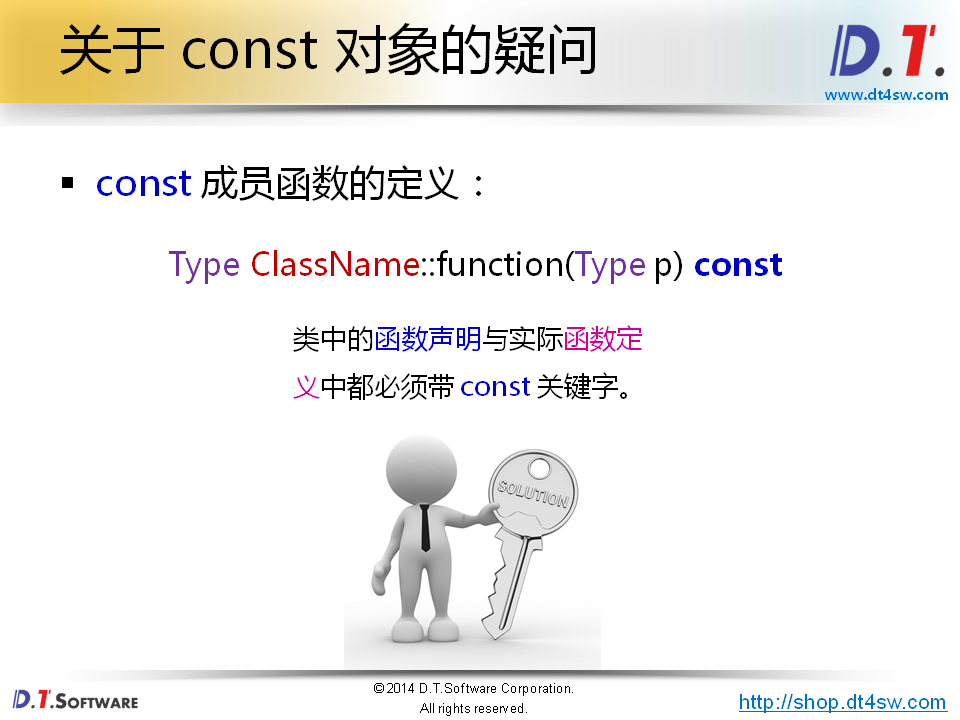 关于 const 对象的疑问
D.T.
www.dt4sw.com
▪ const 成员函数的定义：
Type ClassName::function(Type p) const
类中的函数声明与实际函数定
义中都必须带 const 关键字。
SOLUTION
D.T.SOFTWARE
©2014 D.T.Software Corporation.
All rights reserved.
http://shop.dt4sw.com